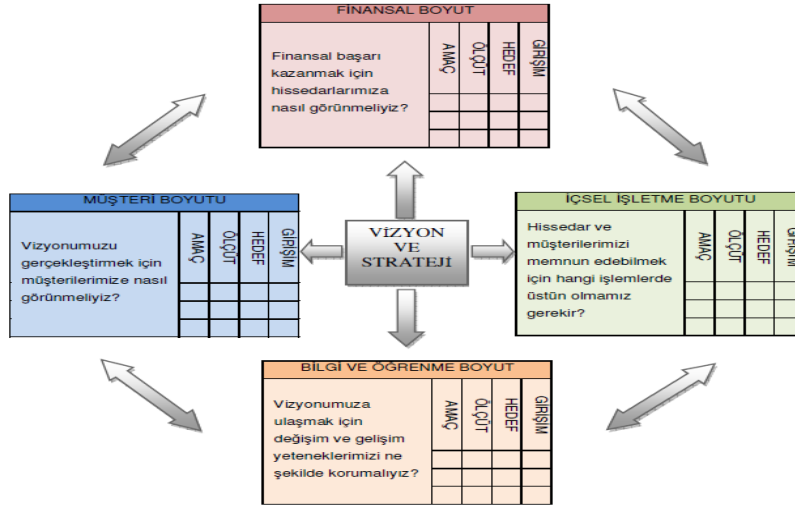 FİNANSAL BOYUT
Finansal başarı
kazanmak için
hissedarlarımıza
nasıl görünmeliyiz?
AMAÇ
ÖLÇÜT
HEDEF
GİRİŞİM
MÜŞTERİ BOYUTU
Vizyonumuzu
gerçekleştirmek için
müşterilerimize nasıl
görünmeliyiz?
AMAÇ
ÖLÇÜT
HEDEF
GİRİŞİM
VİZYON
VE
STRATEJİ
İÇSEL İŞLETME BOYUTU
Hissedar ve
müşterilerimizi
memnun edebilmek
için hangi işlemlerde
üstün olmamız
gerekir?
AMAÇ
ÖLÇÜT
HEDEF
GİRİŞİM
BİLGİ VE ÖĞRENME BOYUT
Vizyonumuza
ulaşmak için
değişim ve gelişim
yeteneklerimizi ne
şekilde korumalıyız?
AMAÇ
ÖLÇÜT
HEDEF
GİRİŞİM